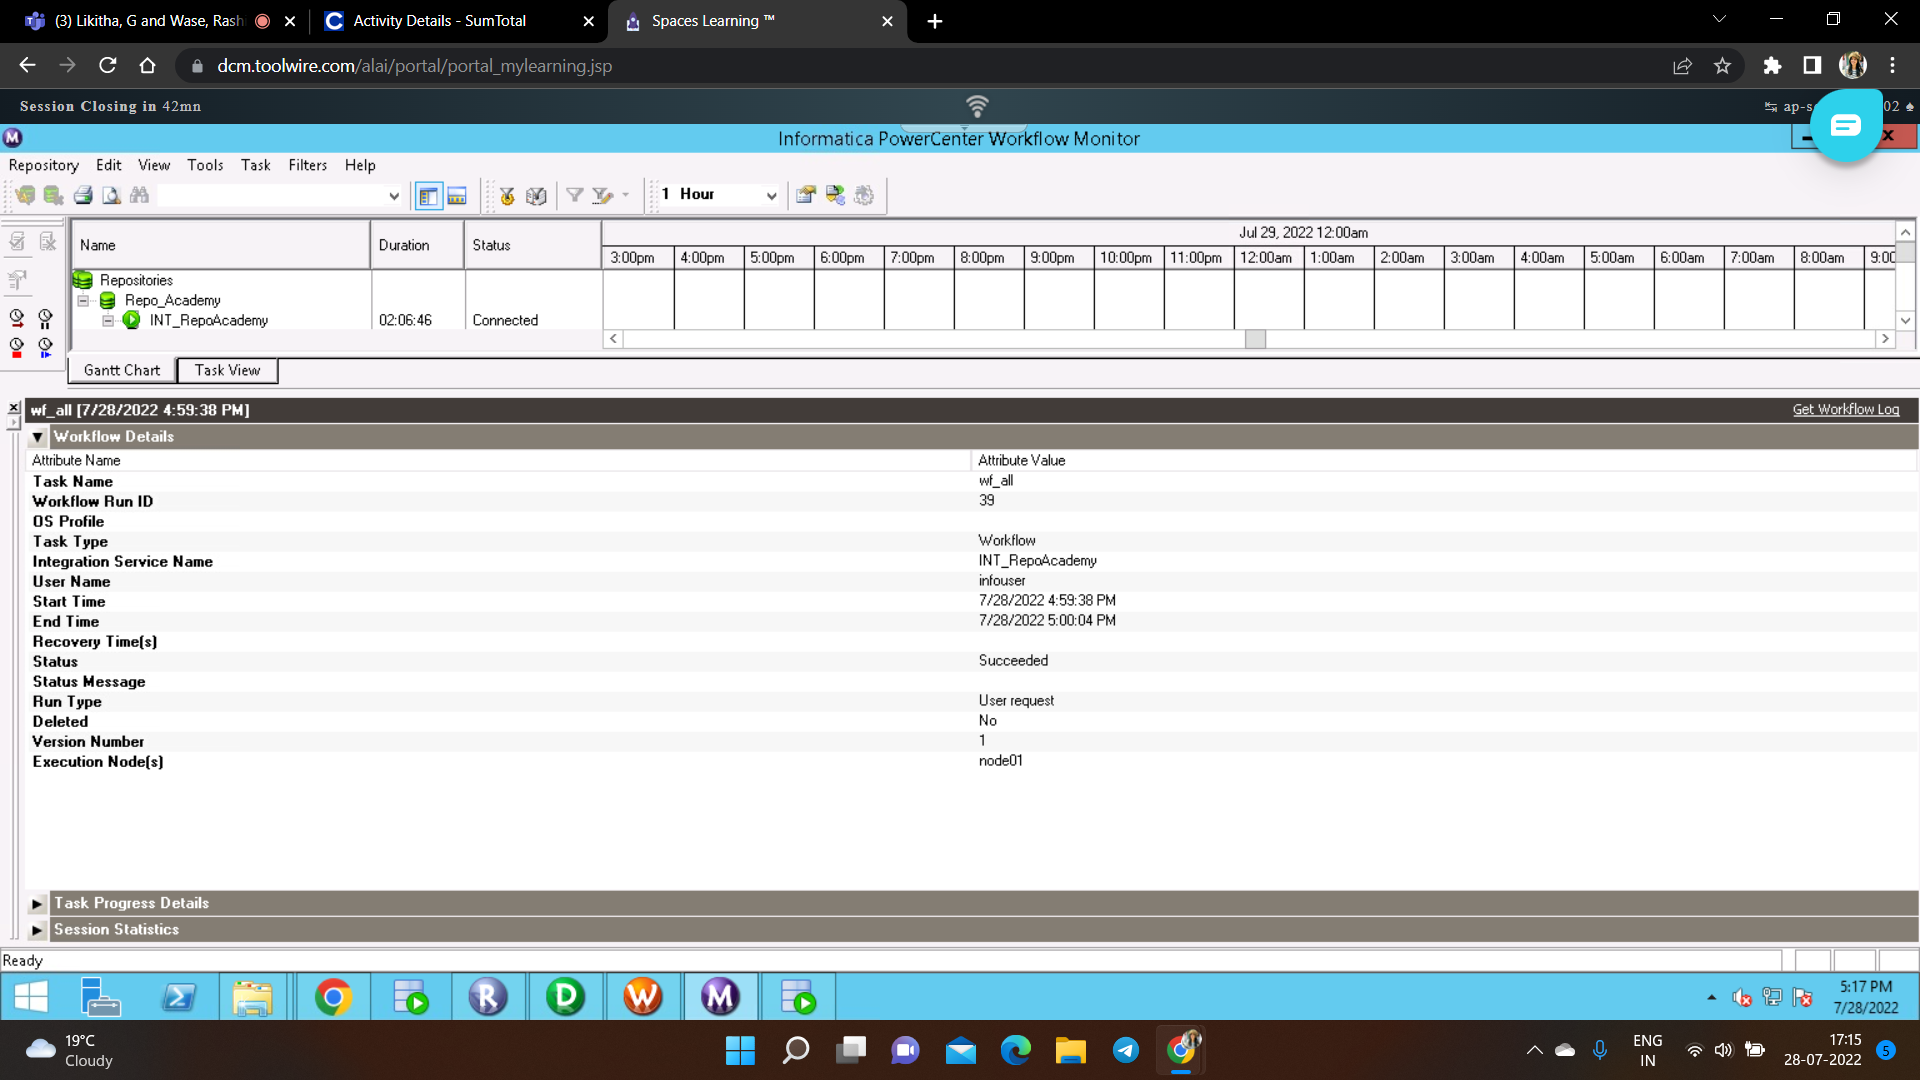 (3) Likitha, G and Wase, Rash
Activity Details - SumTotal
Spaces Learning ™
dcm.toolwire.com/alai/portal/portal_mylearning.jsp
Session Closing in 42mn
02
M
Informatica PowerCenter Workflow Monitor
Repository Edit View Tools Task Filters Help
1 Hour
Name Duration Status
Jul 29, 2022 12:00am
3:00pm 4:00pm 5:00pm 6:00pm 7:00pm 8:00pm 9:00pm 10:00pm 11:00pm 12:00am 1:00am 2:00am 3:00am 4:00am 5:00am 6:00am 7:00am 8:00am 9:00
Repositories
Repo_Academy
INT_RepoAcademy 02:06:46 Connected
Gantt Chart Task View
wf_all [7/28/2022 4:59:38 PM] Get Workflow Log
Workflow Details
Attribute Name Attribute Value
Task Name wf_all
Workflow Run ID 39
OS Profile
Task Type Workflow
Integration Service Name INT_RepoAcademy
User Name infouser
Start Time 7/28/2022 4:59:38 PM
End Time 7/28/2022 5:00:04 PM
Recovery Time(s)
Status Succeeded
Status Message
Run Type User request
Deleted No
Version Number 1
Execution Node(s) node01
Task Progress Details
Session Statistics
Ready
R D W M
5:17 PM
7/28/2022
19°C
Cloudy
ENG
IN
17:15
28-07-2022
5